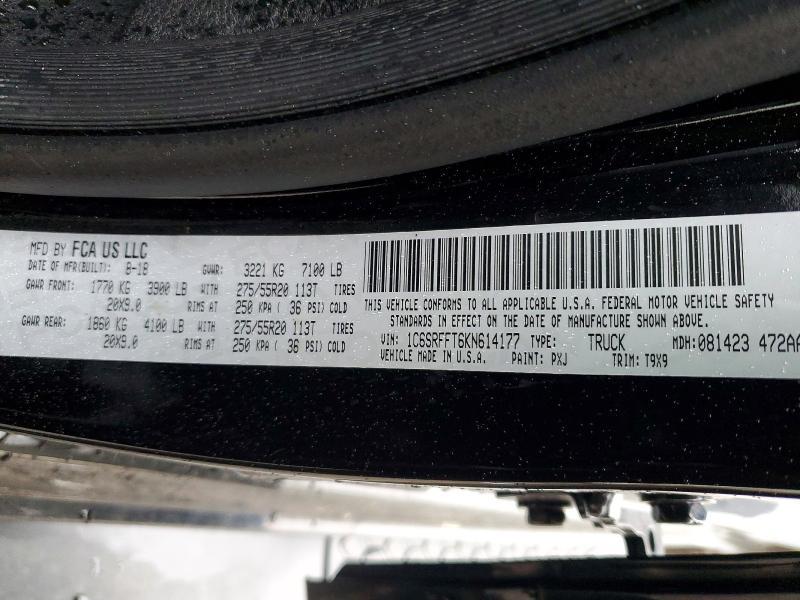 MFD BY FCA US LLC
DATE OF MFR(BUILT): 8-18 GVWR: 3221 KG 7100 LB
GAWR FRONT: 1770 KG 3900 LB WITH 275/55R20 113T TIRES
20X9.0 RIMS AT 250 KPA ( 36 PSI) COLD
GAWR REAR: 1860 KG 4100 LB WITH 275/55R20 113T TIRES
20X9.0 RIMS AT 250 KPA ( 36 PSI) COLD
THIS VEHICLE CONFORMS TO ALL APPLICABLE U.S.A. FEDERAL MOTOR VEHICLE SAFETY
STANDARDS IN EFFECT ON THE DATE OF MANUFACTURE SHOWN ABOVE.
VIN: 1C6SRFFT6KN614177 TYPE: TRUCK MDH: 081423 472AA
VEHICLE MADE IN U.S.A. PAINT: PXJ TRIM: T9X9